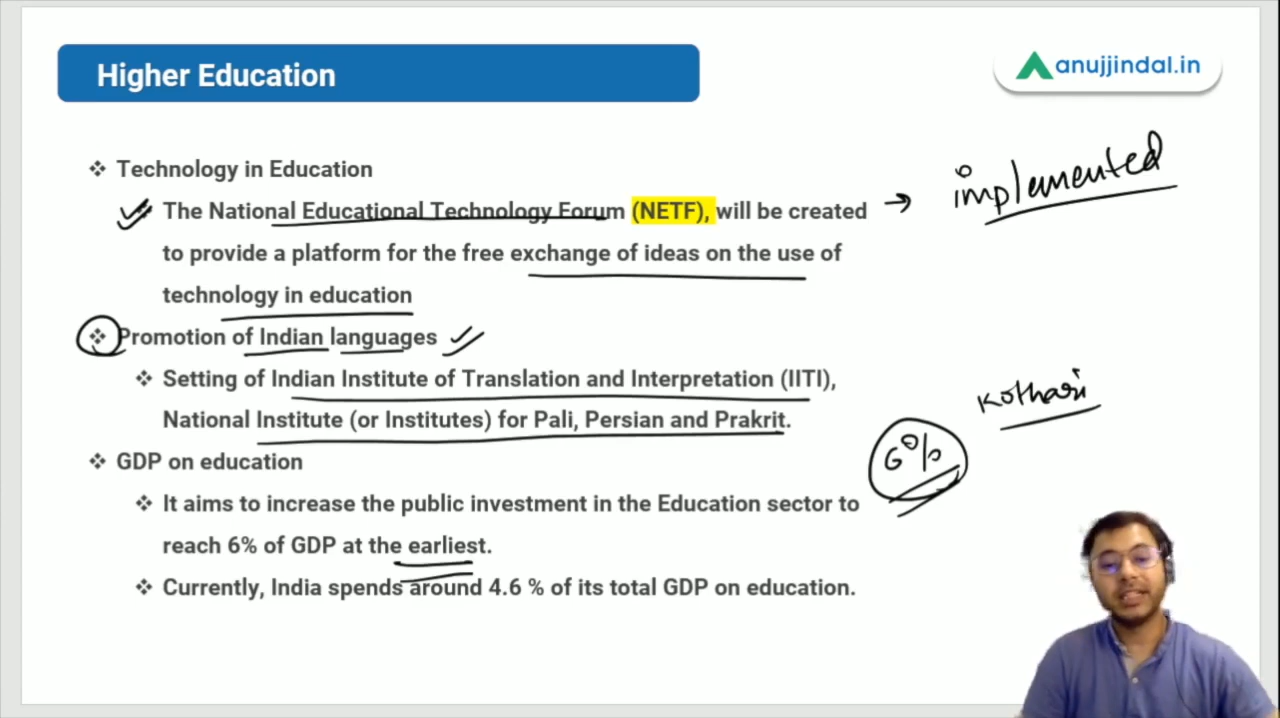 Higher Education
anujjindal.in
❖ Technology in Education
The National Educational Technology Forum (NETF), will be created
to provide a platform for the free exchange of ideas on the use of
technology in education
→ implemented
❖ Promotion of Indian languages
❖ Setting of Indian Institute of Translation and Interpretation (IITI),
National Institute (or Institutes) for Pali, Persian and Prakrit.
Kothari
6%
❖ GDP on education
❖ It aims to increase the public investment in the Education sector to
reach 6% of GDP at the earliest.
❖ Currently, India spends around 4.6 % of its total GDP on education.